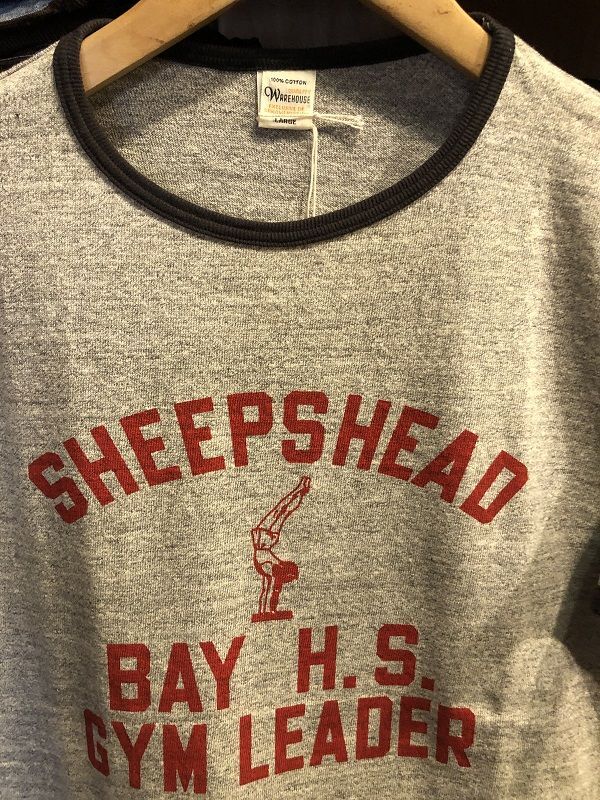 100% COTTON
WAREHOUSE
LARGE
SHEEPSHEAD
BAY H.S.
GYM LEADER